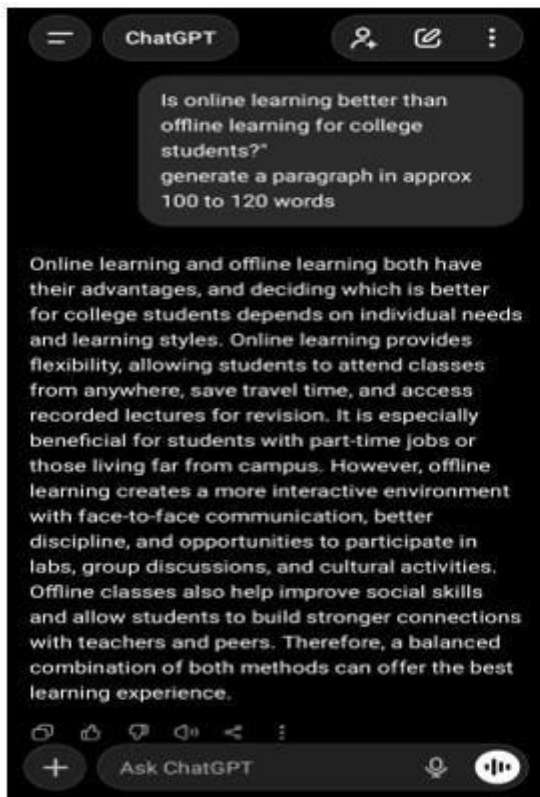 ChatGPT
Is online learning better than
offline learning for college
students?"
generate a paragraph in approx
100 to 120 words
Online learning and offline learning both have
their advantages, and deciding which is better
for college students depends on individual needs
and learning styles. Online learning provides
flexibility, allowing students to attend classes
from anywhere, save travel time, and access
recorded lectures for revision. It is especially
beneficial for students with part-time jobs or
those living far from campus. However, offline
learning creates a more interactive environment
with face-to-face communication, better
discipline, and opportunities to participate in
labs, group discussions, and cultural activities.
Offline classes also help improve social skills
and allow students to build stronger connections
with teachers and peers. Therefore, a balanced
combination of both methods can offer the best
learning experience.
Ask ChatGPT